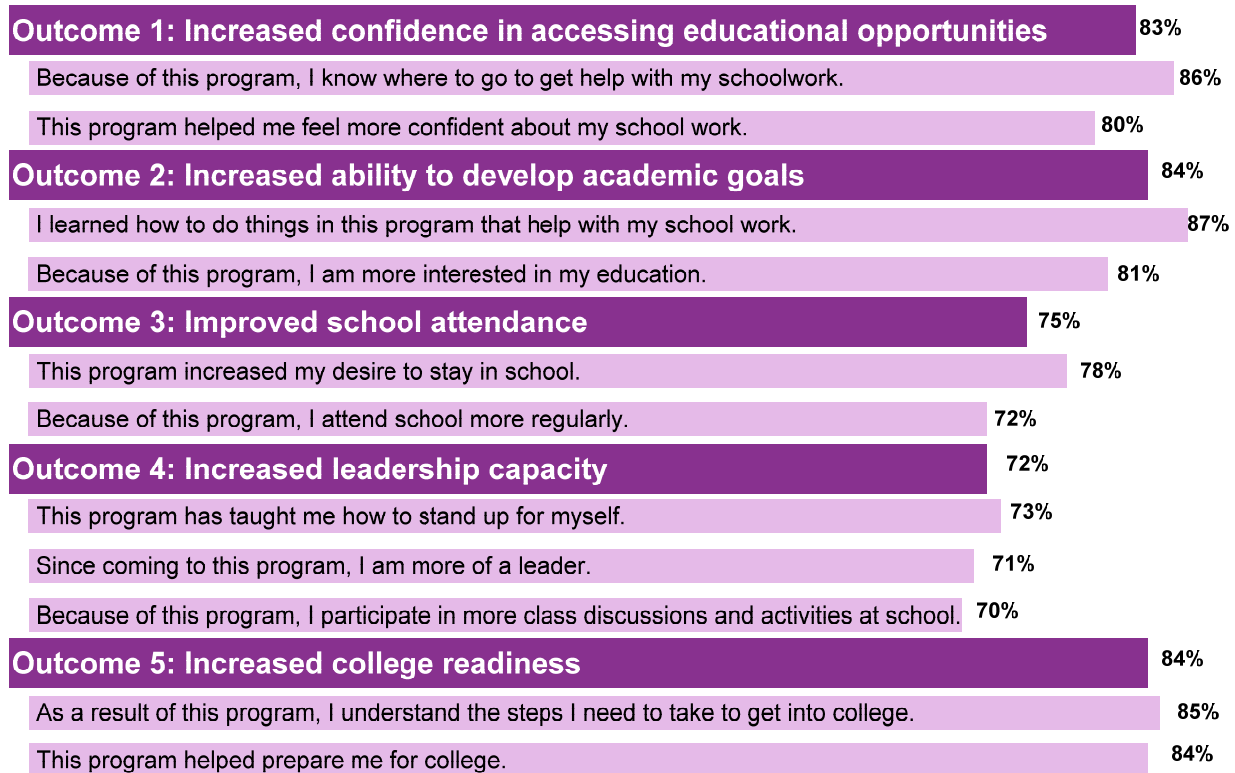 Outcome 1: Increased confidence in accessing educational opportunities 83%
Because of this program, I know where to go to get help with my schoolwork. 86%
This program helped me feel more confident about my school work. 80%
Outcome 2: Increased ability to develop academic goals 84%
I learned how to do things in this program that help with my school work. 87%
Because of this program, I am more interested in my education. 81%
Outcome 3: Improved school attendance 75%
This program increased my desire to stay in school. 78%
Because of this program, I attend school more regularly. 72%
Outcome 4: Increased leadership capacity 72%
This program has taught me how to stand up for myself. 73%
Since coming to this program, I am more of a leader. 71%
Because of this program, I participate in more class discussions and activities at school. 70%
Outcome 5: Increased college readiness 84%
As a result of this program, I understand the steps I need to take to get into college. 85%
This program helped prepare me for college. 84%